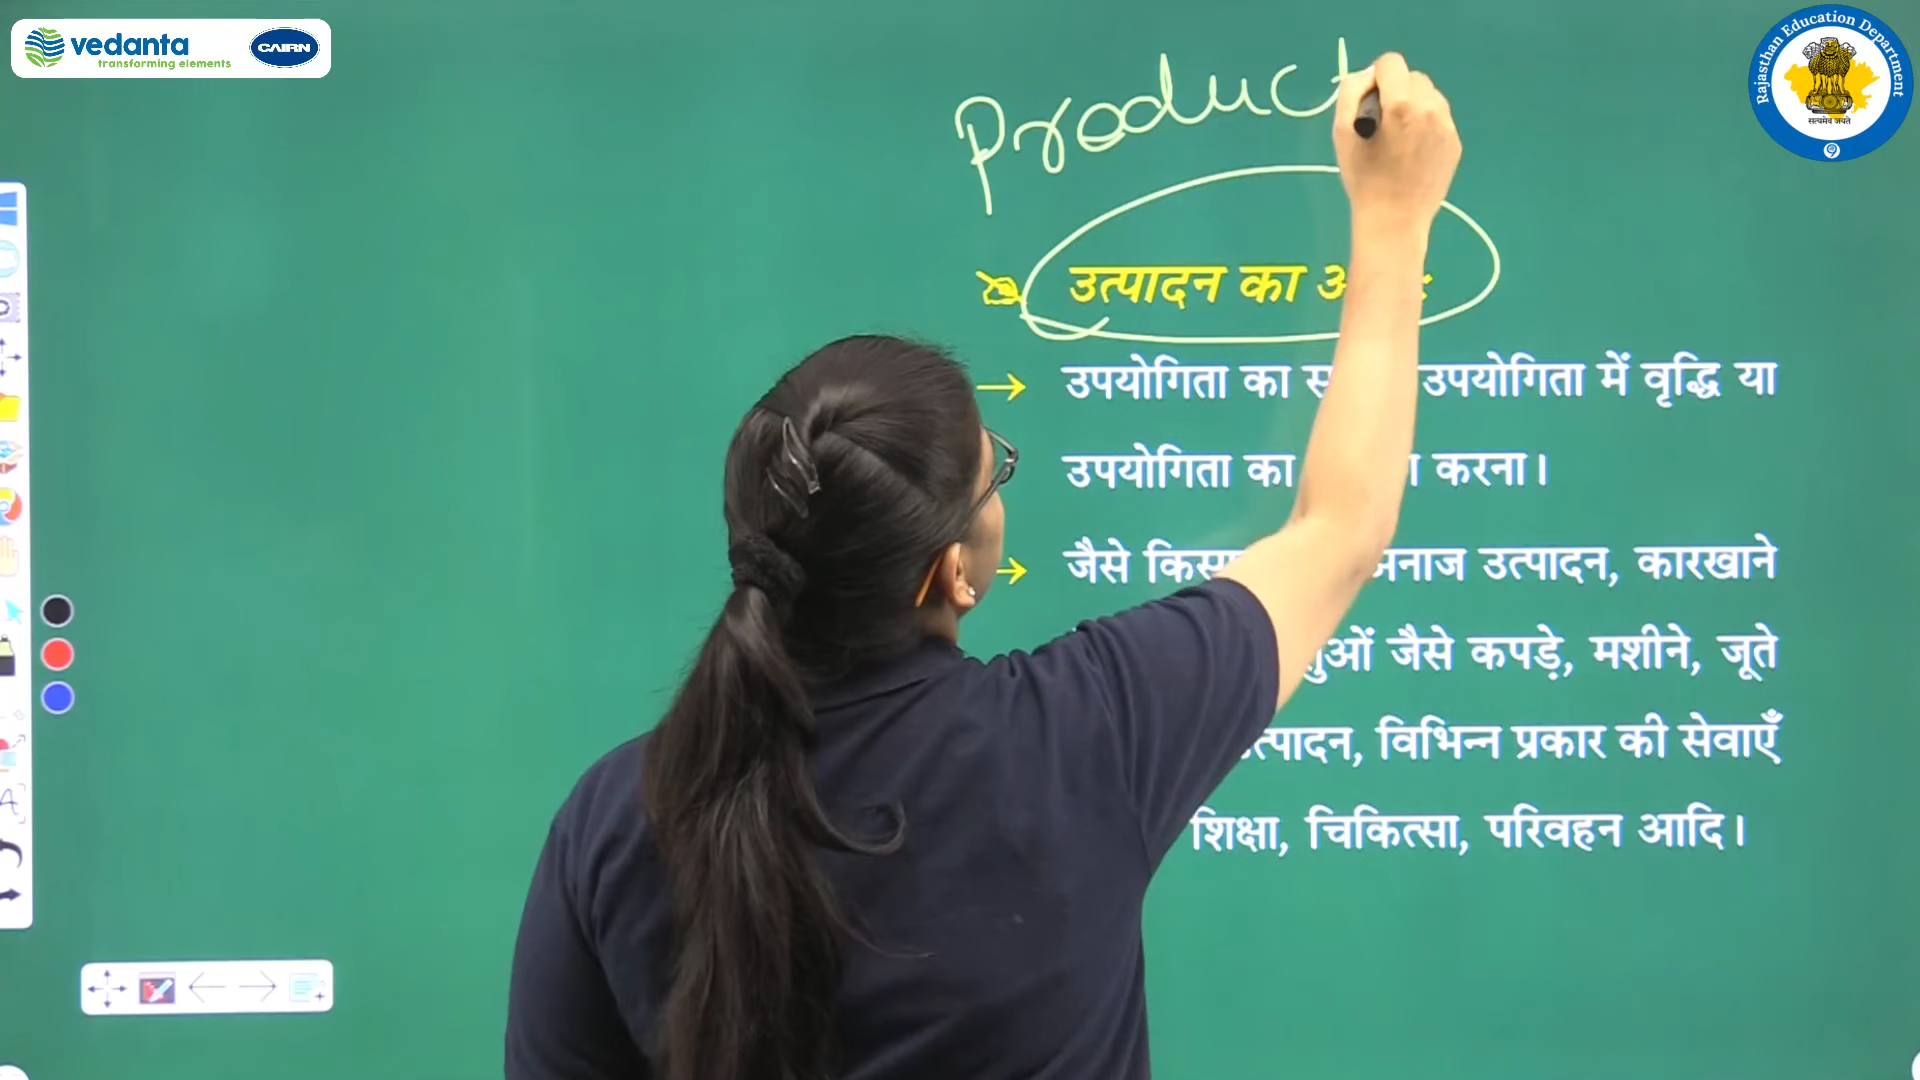 vedanta
transforming elements
CAIRN
Rajasthan Education Department
सत्यमेव जयते
Product
उत्पादन का
उपयोगिता का उपयोगिता में वृद्धि या
उपयोगिता का करना।
जैसे उत्पादन, कारखाने
जैसे कपड़े, मशीने, जूते
विभिन्न प्रकार की सेवाएँ
शिक्षा, चिकित्सा, परिवहन आदि।